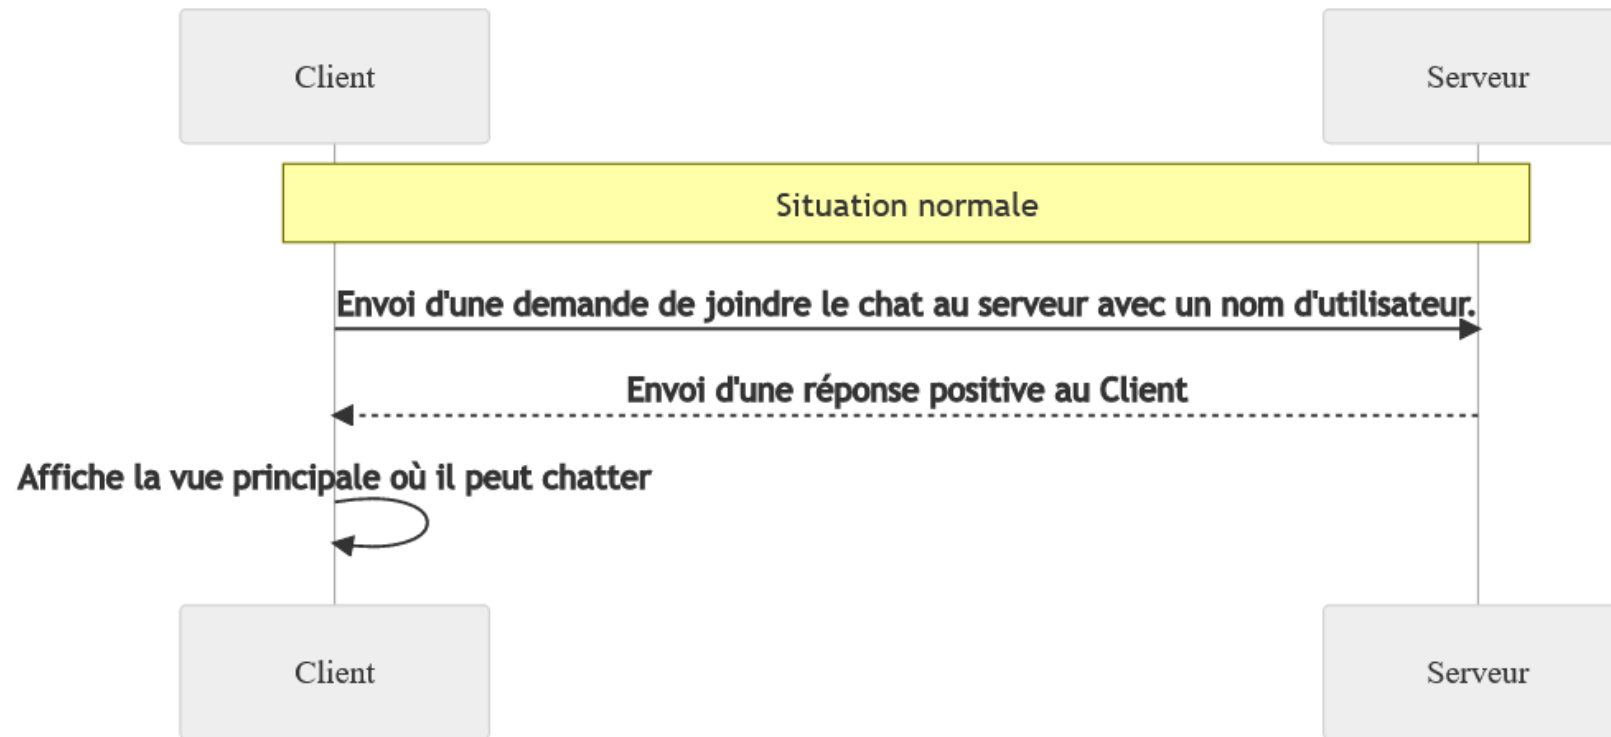 Client
Serveur
Situation normale
Envoi d'une demande de joindre le chat au serveur avec un nom d'utilisateur.
Envoi d'une réponse positive au Client
Affiche la vue principale où il peut chatter
Client
Serveur